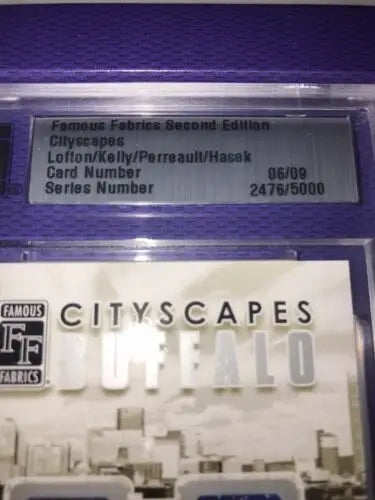 Famous Fabrics Second Edition
Cityscapes
Lofton/Kelly/Perreault/Hasek
Card Number 06/09
Series Number 2476/5000
FAMOUS
FF
FABRICS
CITYSCAPES
BUFFALO